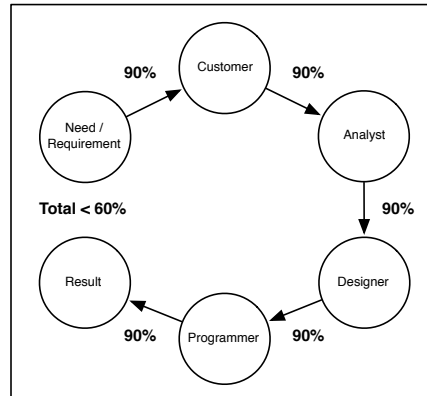 90%
Customer
90%
Need /
Requirement
Analyst
Total < 60%
90%
Result
Designer
90%
Programmer
90%